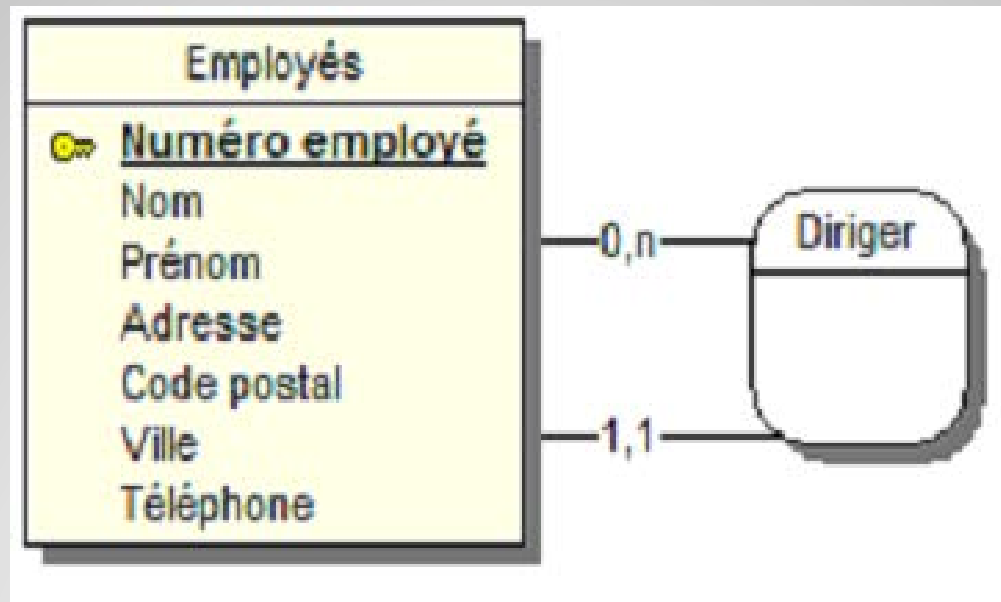 Employés
Numéro employé
Nom
Prénom
Adresse
Code postal
Ville
Téléphone
0,n
1,1
Diriger